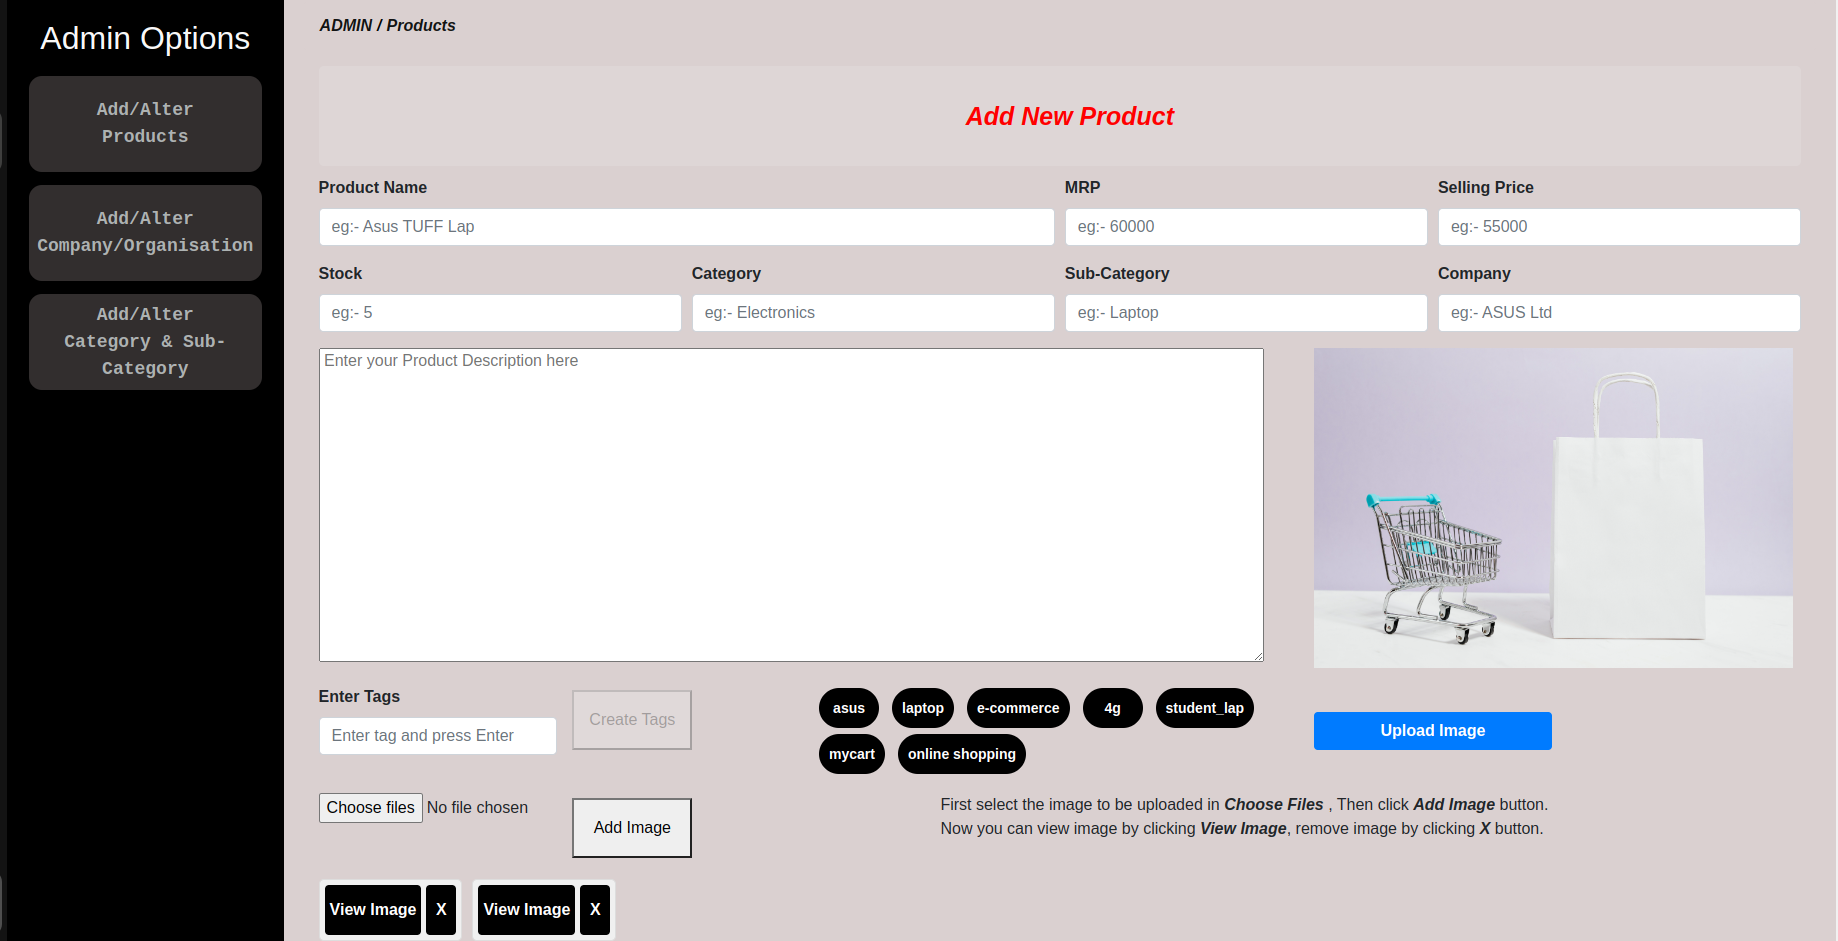 Admin Options
Add/Alter
Products
Add/Alter
Company/Organisation
Add/Alter
Category & Sub-
Category
ADMIN / Products
Add New Product
Product Name
MRP
Selling Price
eg:- Asus TUFF Lap
eg:- 60000
eg:- 55000
Stock
Category
Sub-Category
Company
eg:- 5
eg:- Electronics
eg:- Laptop
eg:- ASUS Ltd
Enter your Product Description here
Enter Tags
Enter tag and press Enter
Create Tags
asus
laptop
e-commerce
4g
student_lap
mycart
online shopping
Upload Image
Choose files No file chosen
Add Image
First select the image to be uploaded in Choose Files , Then click Add Image button.
Now you can view image by clicking View Image, remove image by clicking X button.
View Image
X
View Image
X